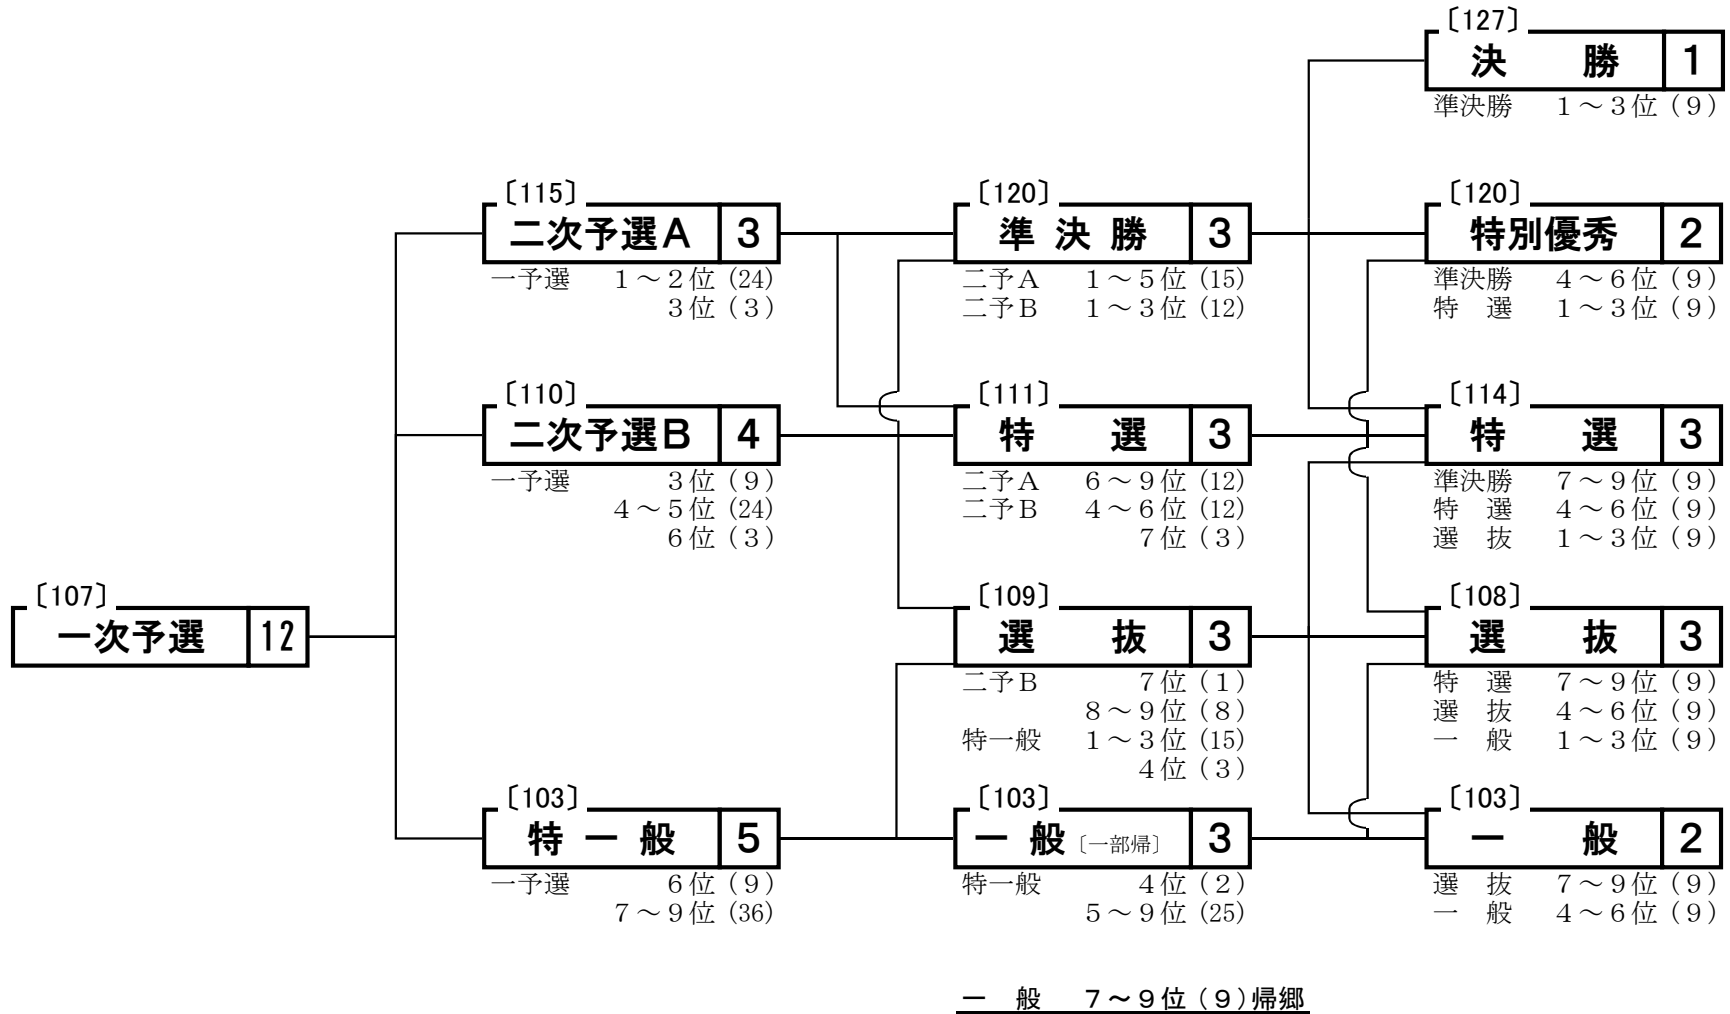 〔107〕
一次予選 12
〔115〕
二次予選Ａ 3
一予選 １～２位 (24)
３位 (３)
〔110〕
二次予選Ｂ 4
一予選 ３位 (９)
４～５位 (24)
６位 (３)
〔103〕
特 一 般 5
一予選 ６位 (９)
７～９位 (36)
〔120〕
準 決 勝 3
二予Ａ １～５位 (15)
二予Ｂ １～３位 (12)
〔111〕
特 選 3
二予Ａ ６～９位 (12)
二予Ｂ ４～６位 (12)
７位 (３)
〔109〕
選 抜 3
二予Ｂ ７位 (１)
８～９位 (８)
特一般 １～３位 (15)
４位 (３)
〔103〕
一 般 〔一部帰〕 3
特一般 ４位 (２)
５～９位 (25)
一 般 ７～９位 (９)帰郷
〔127〕
決 勝 1
準決勝 １～３位 (９)
〔120〕
特別優秀 2
準決勝 ４～６位 (９)
特 選 １～３位 (９)
〔114〕
特 選 3
準決勝 ７～９位 (９)
特 選 ４～６位 (９)
選 抜 １～３位 (９)
〔108〕
選 抜 3
特 選 ７～９位 (９)
選 抜 ４～６位 (９)
一 般 １～３位 (９)
〔103〕
一 般 2
選 抜 ７～９位 (９)
一 般 ４～６位 (９)